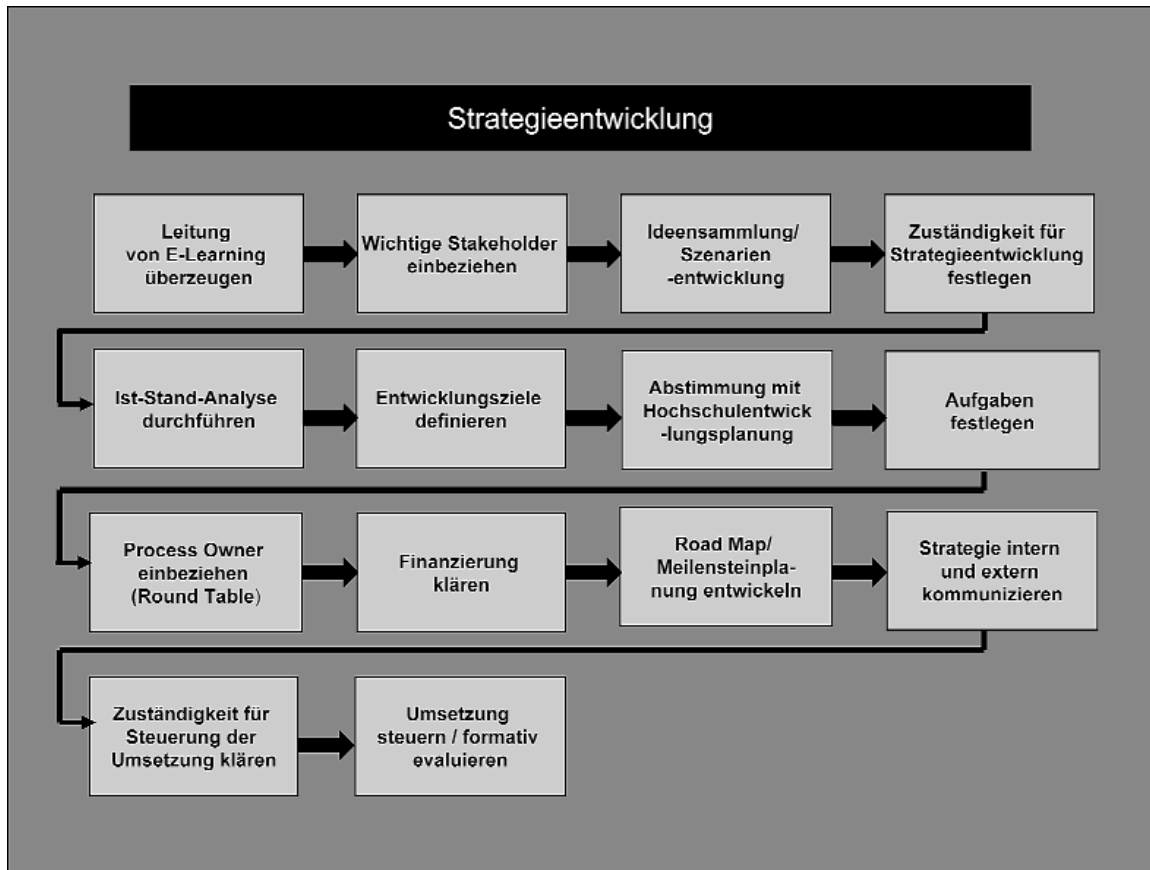 Strategieentwicklung
Leitung
von E-Learning
überzeugen
Wichtige Stakeholder
einbeziehen
Ideensammlung/
Szenarien
-entwicklung
Zuständigkeit für
Strategieentwicklung
festlegen
Ist-Stand-Analyse
durchführen
Entwicklungsziele
definieren
Abstimmung mit
Hochschulentwick
-lungsplanung
Aufgaben
festlegen
Process Owner
einbeziehen
(Round Table)
Finanzierung
klären
Road Map/
Meilensteinpla-
nung entwickeln
Strategie intern
und extern
kommunizieren
Zuständigkeit für
Steuerung der
Umsetzung klären
Umsetzung
steuern / formativ
evaluieren